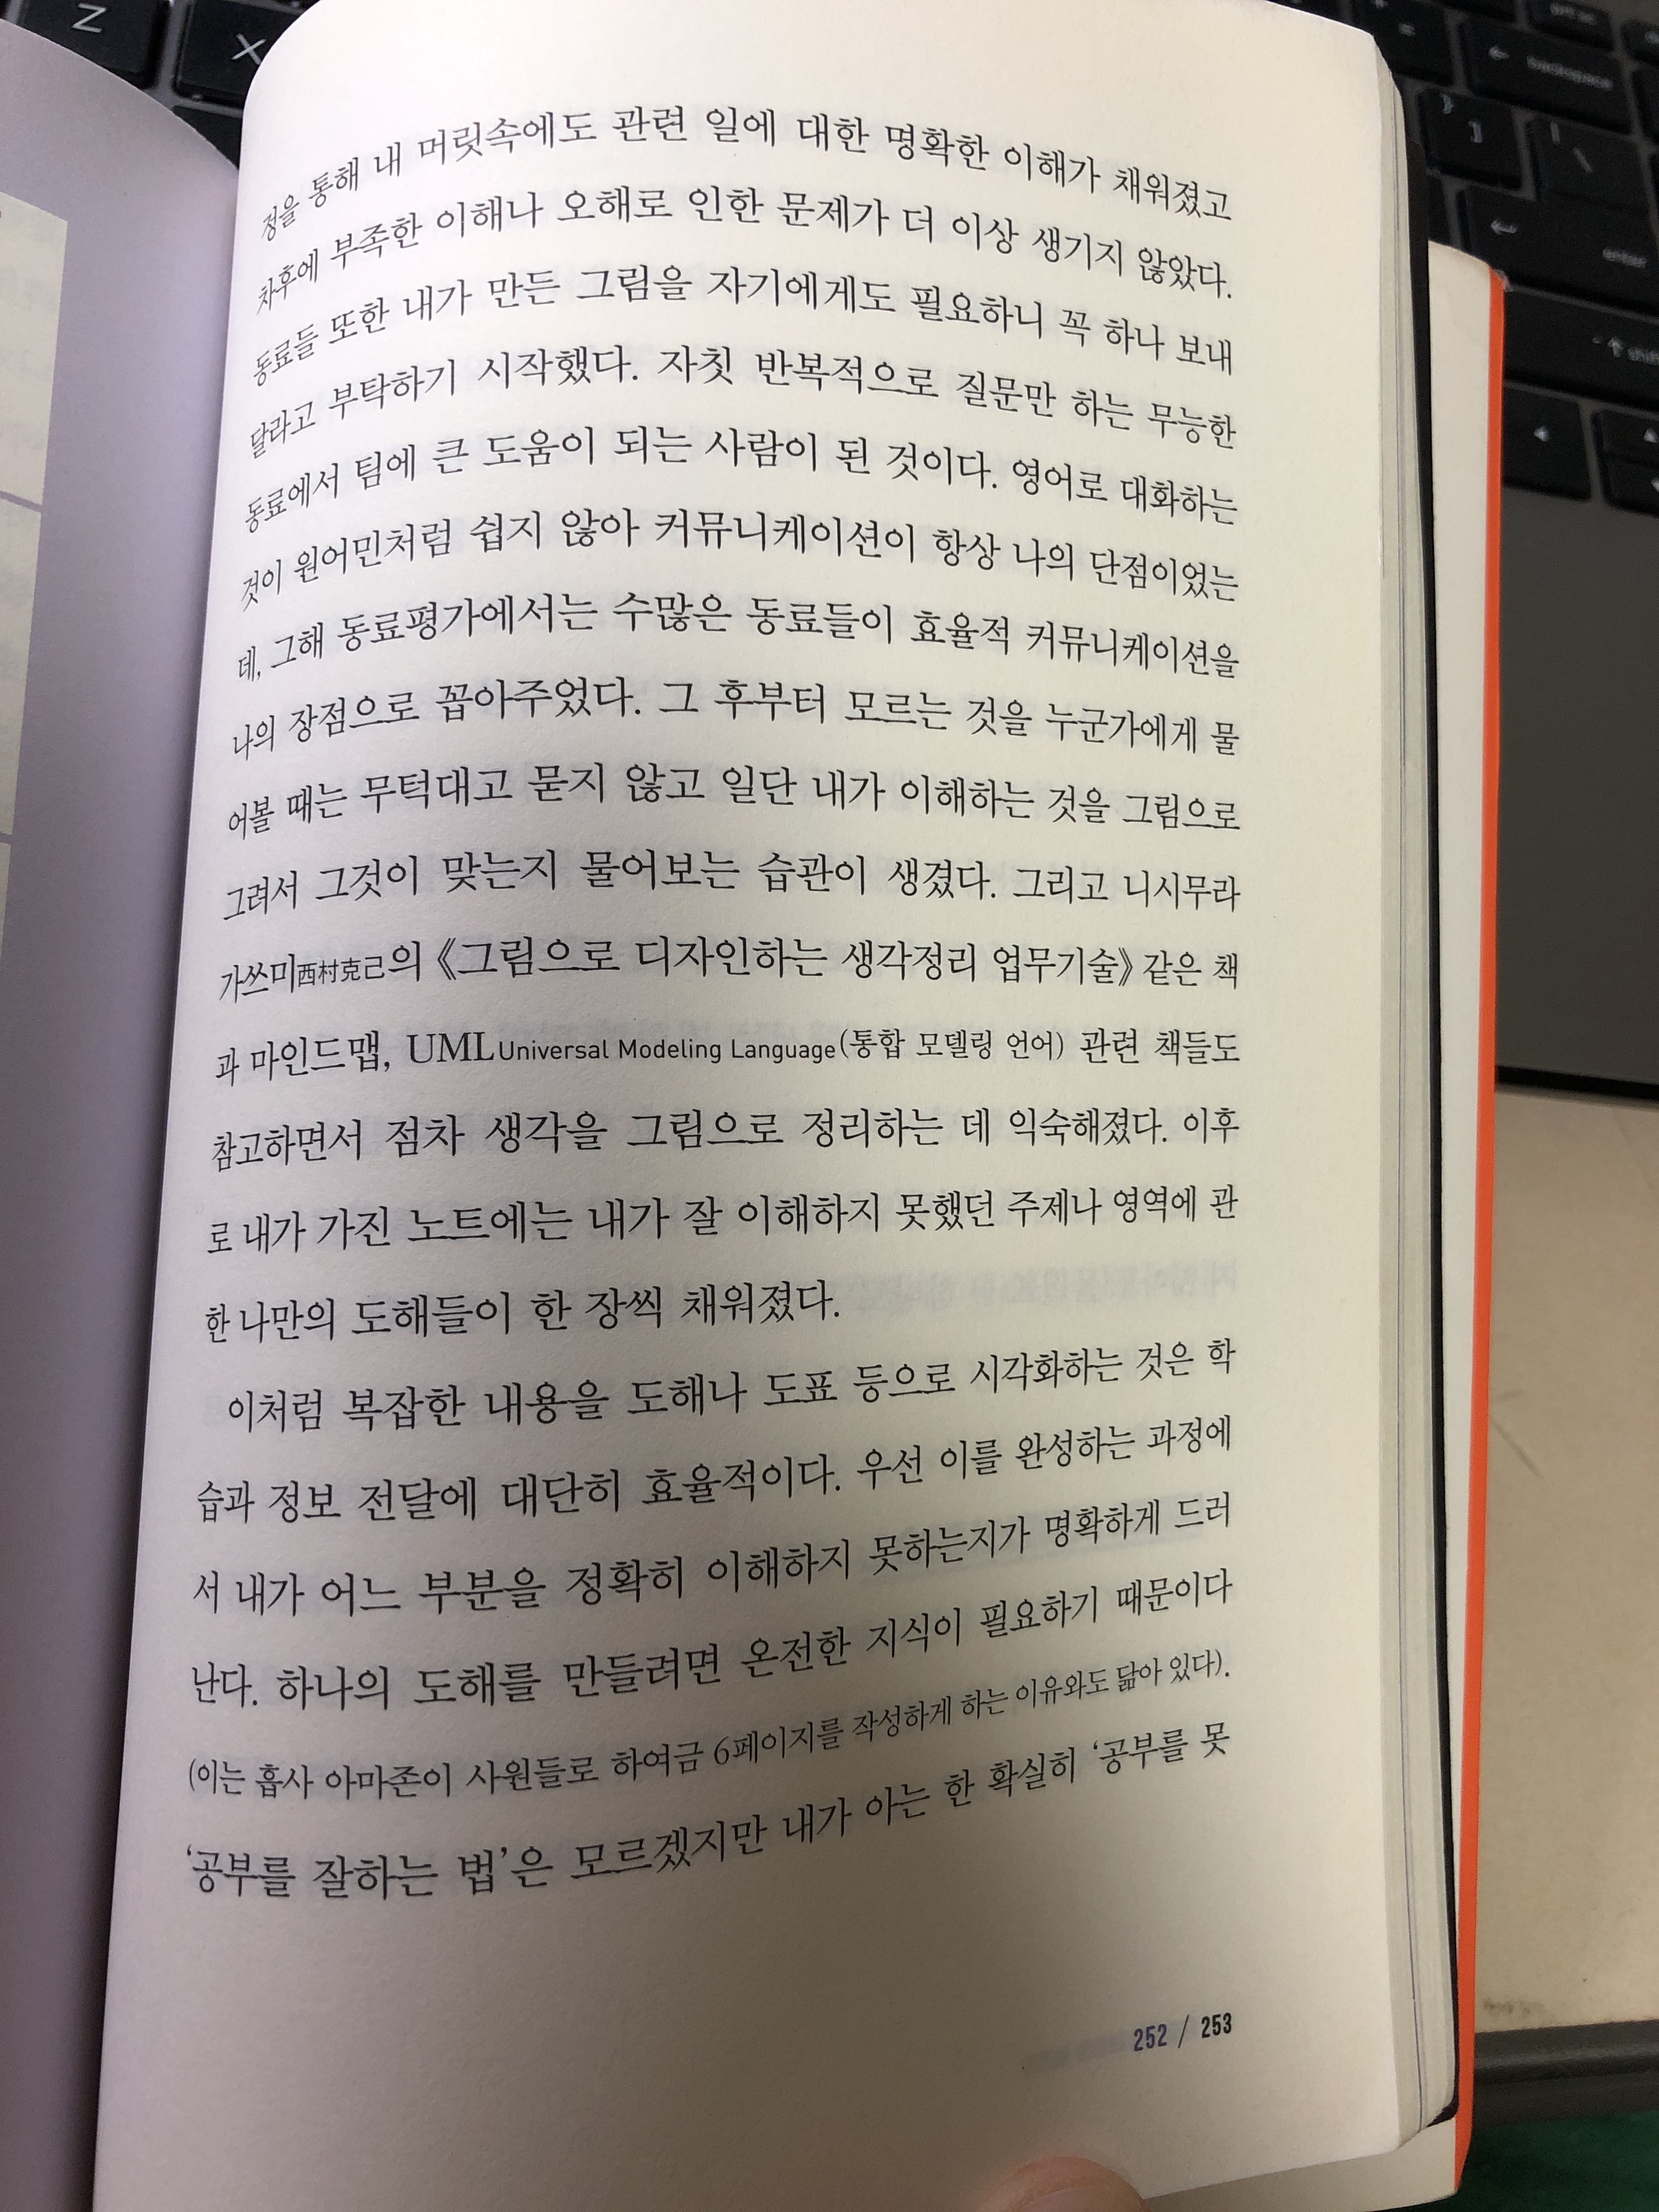 정을 통해 내 머릿속에도 관련 일에 대한 명확한 이해가 채워졌고
차후에 부족한 이해나 오해로 인한 문제가 더 이상 생기지 않았다.
동료들 또한 내가 만든 그림을 자기에게도 필요하니 꼭 하나 보내
달라고 부탁하기 시작했다. 자칫 반복적으로 질문만 하는 무능한
동료에서 팀에 큰 도움이 되는 사람이 된 것이다. 영어로 대화하는
것이 원어민처럼 쉽지 않아 커뮤니케이션이 항상 나의 단점이었는
데, 그해 동료평가에서는 수많은 동료들이 효율적 커뮤니케이션을
나의 장점으로 꼽아주었다. 그 후부터 모르는 것을 누군가에게 물
어볼 때는 무턱대고 묻지 않고 일단 내가 이해하는 것을 그림으로
그려서 그것이 맞는지 물어보는 습관이 생겼다. 그리고 니시무라
가쓰미西村克己의 《그림으로 디자인하는 생각정리 업무기술》 같은 책
과 마인드맵, UML Universal Modeling Language(통합 모델링 언어) 관련 책들도
참고하면서 점차 생각을 그림으로 정리하는 데 익숙해졌다. 이후
로 내가 가진 노트에는 내가 잘 이해하지 못했던 주제나 영역에 관
한 나만의 도해들이 한 장씩 채워졌다.
이처럼 복잡한 내용을 도해나 도표 등으로 시각화하는 것은 학
습과 정보 전달에 대단히 효율적이다. 우선 이를 완성하는 과정에
서 내가 어느 부분을 정확히 이해하지 못하는지가 명확하게 드러
난다. 하나의 도해를 만들려면 온전한 지식이 필요하기 때문이다
(이는 흡사 아마존이 사원들로 하여금 6페이지를 작성하게 하는 이유와도 닮아 있다).
‘공부를 잘하는 법’은 모르겠지만 내가 아는 한 확실히 ‘공부를 못
252 / 253
Z
X
backspace
enter
shift